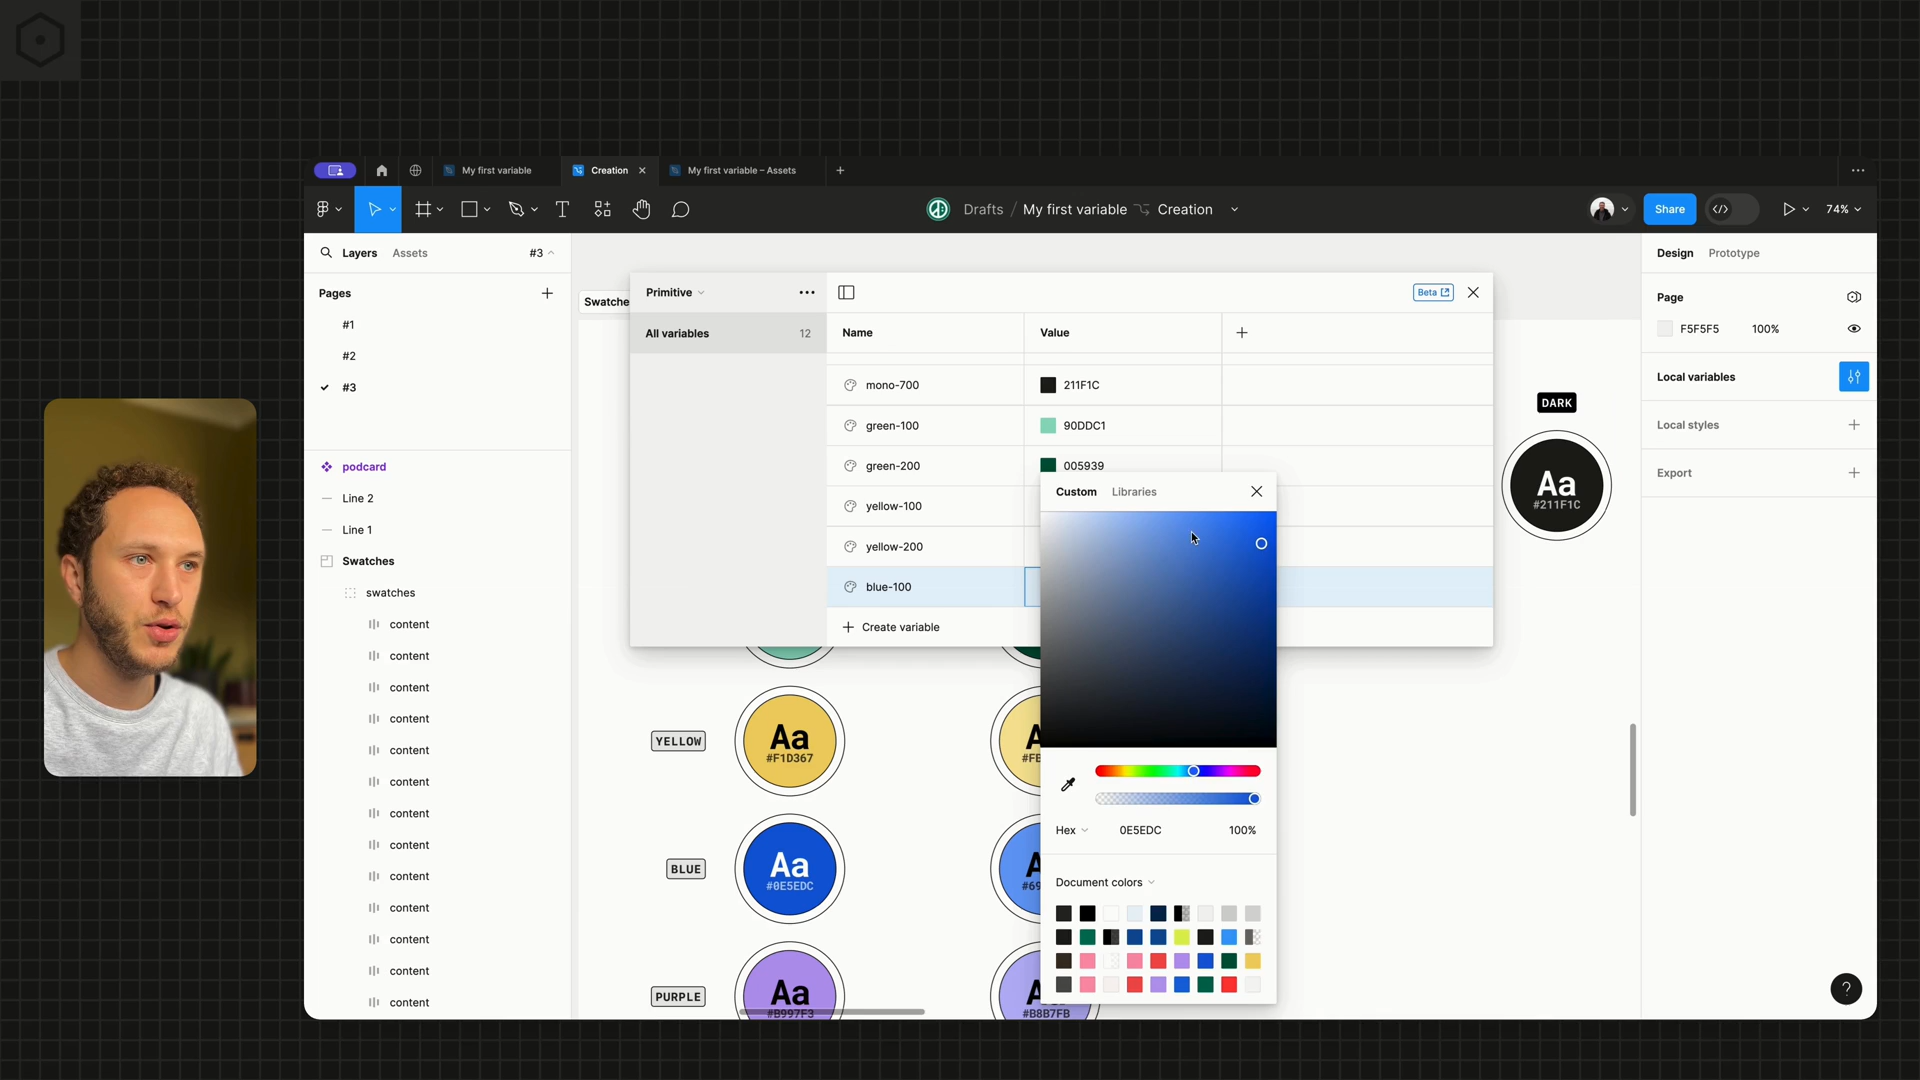 My first variable
Creation
My first variable – Assets
Drafts / My first variable
Creation
Share
74%
Layers
Assets
#3
Pages
#1
#2
#3
podcard
Line 2
Line 1
Swatches
swatches
content
content
content
content
content
content
content
content
content
content
content
content
content
Swatche
Primitive
Beta
All variables
12
Name
Value
mono-700
211F1C
green-100
90DDC1
green-200
005939
yellow-100
yellow-200
blue-100
Create variable
Custom
Libraries
Hex
0E5EDC
100%
Document colors
YELLOW
Aa
#F1D367
#FB
BLUE
Aa
#0E5EDC
#69
PURPLE
Aa
#B997F3
#B8B7FB
DARK
Aa
#211F1C
Design
Prototype
Page
F5F5F5
100%
Local variables
Local styles
Export
?